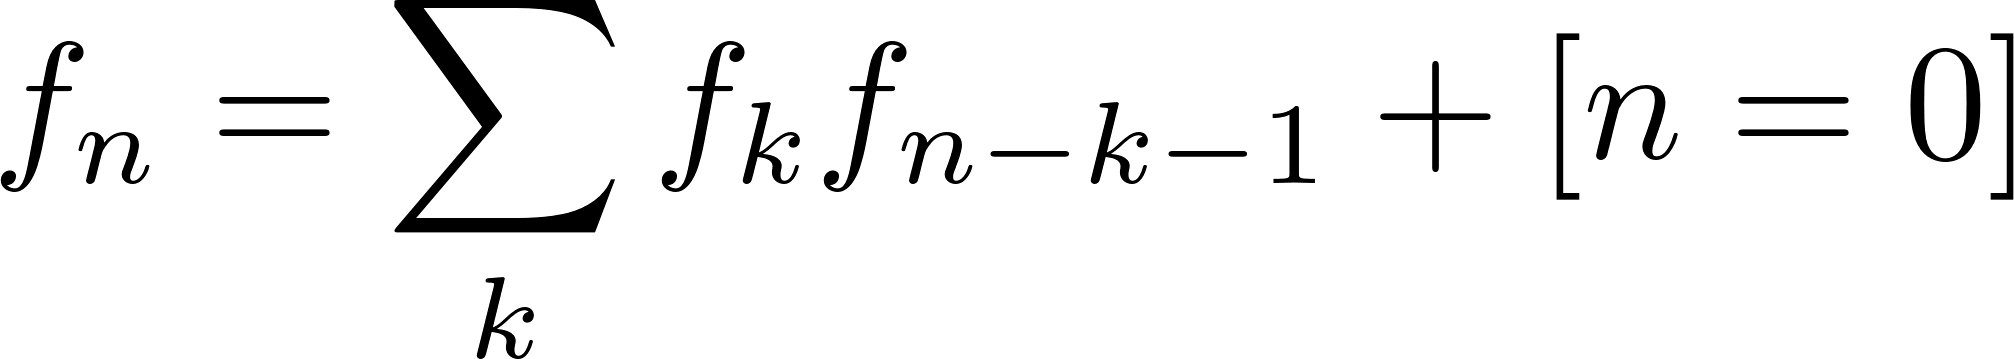 $f_n = \sum_k f_k f_{n-k-1} + [n = 0]$